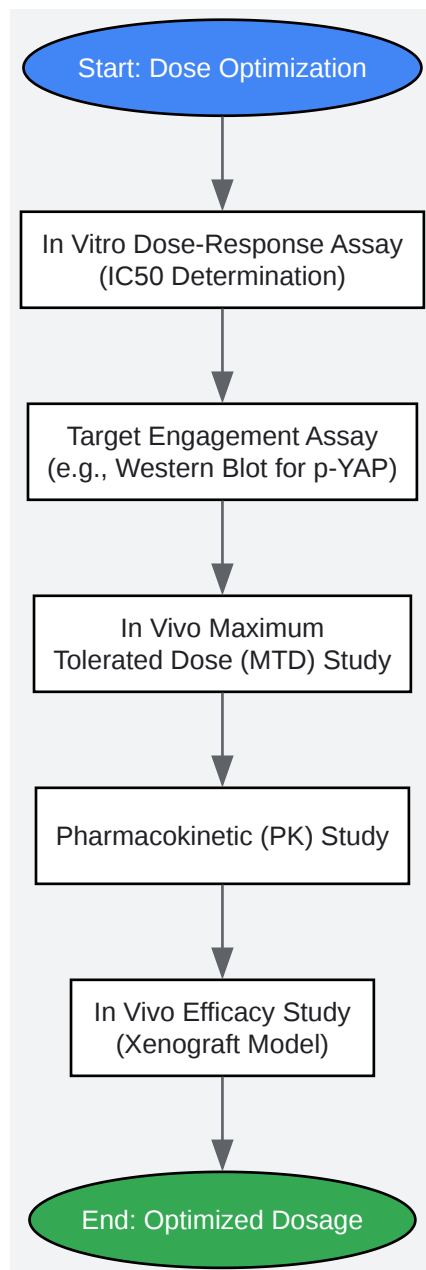 Start: Dose Optimization
In Vitro Dose-Response Assay
(IC50 Determination)
Target Engagement Assay
(e.g., Western Blot for p-YAP)
In Vivo Maximum
Tolerated Dose (MTD) Study
Pharmacokinetic (PK) Study
In Vivo Efficacy Study
(Xenograft Model)
End: Optimized Dosage